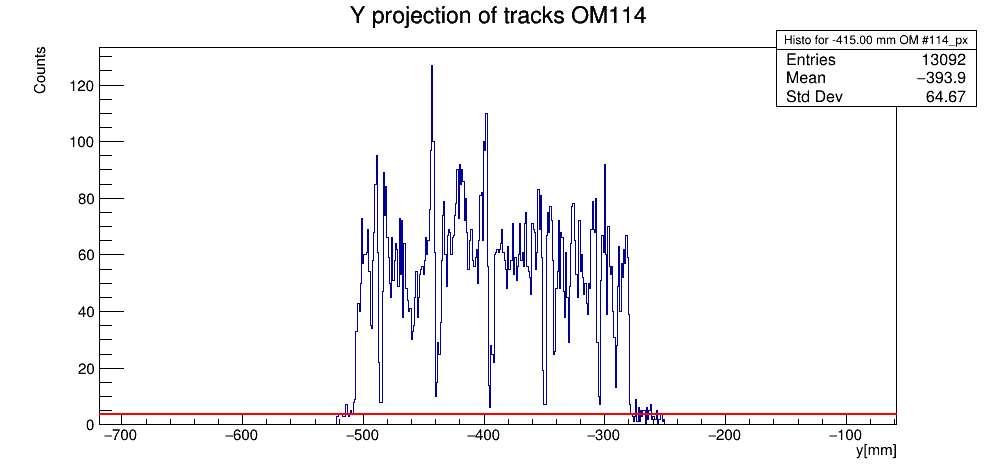 Y projection of tracks OM114
Histo for -415.00 mm OM #114_px
Entries 13092
Mean −393.9
Std Dev 64.67
Counts
120
100
80
60
40
20
0
−700 −600 −500 −400 −300 −200 −100
y[mm]